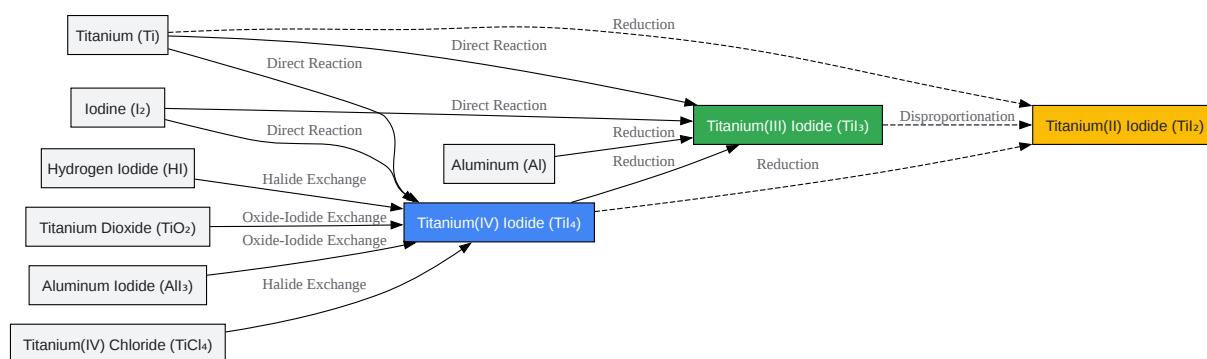 Titanium (Ti)
Reduction
Direct Reaction
Direct Reaction
Iodine (I₂)
Direct Reaction
Direct Reaction
Titanium(III) Iodide (TiI₃)
Disproportionation
Titanium(II) Iodide (TiI₂)
Reduction
Aluminum (Al)
Reduction
Reduction
Hydrogen Iodide (HI)
Halide Exchange
Titanium Dioxide (TiO₂)
Oxide-Iodide Exchange
Titanium(IV) Iodide (TiI₄)
Oxide-Iodide Exchange
Aluminum Iodide (AlI₃)
Halide Exchange
Titanium(IV) Chloride (TiCl₄)